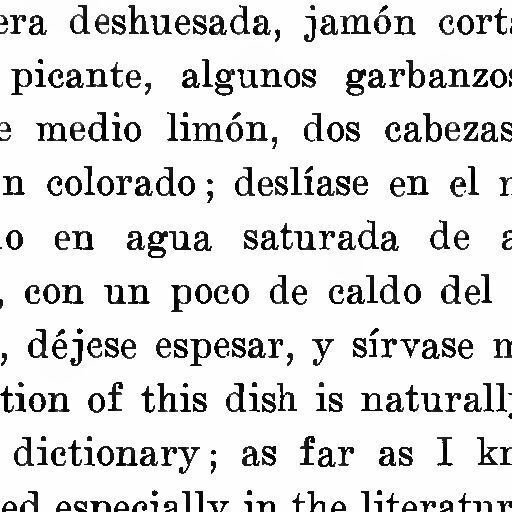 era deshuesada, jamón cort
picante, algunos garbanzos
e medio limón, dos cabezas
n colorado; deslíase en el
o en agua saturada de a
, con un poco de caldo del
, déjese espesar, y sírvase m
tion of this dish is naturally
dictionary; as far as I kn
ed especially in the literatur